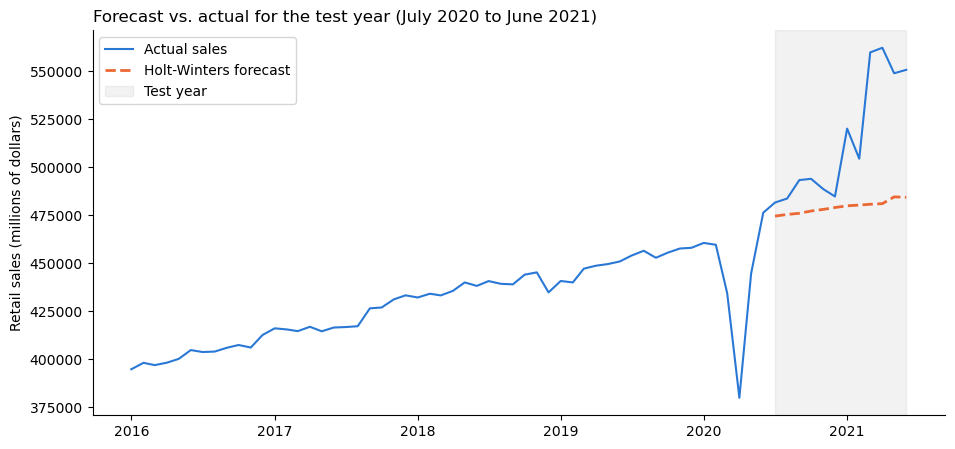 Forecast vs. actual for the test year (July 2020 to June 2021)
Actual sales
Holt-Winters forecast
Test year
Retail sales (millions of dollars)
550000
525000
500000
475000
450000
425000
400000
375000
2016 2017 2018 2019 2020 2021